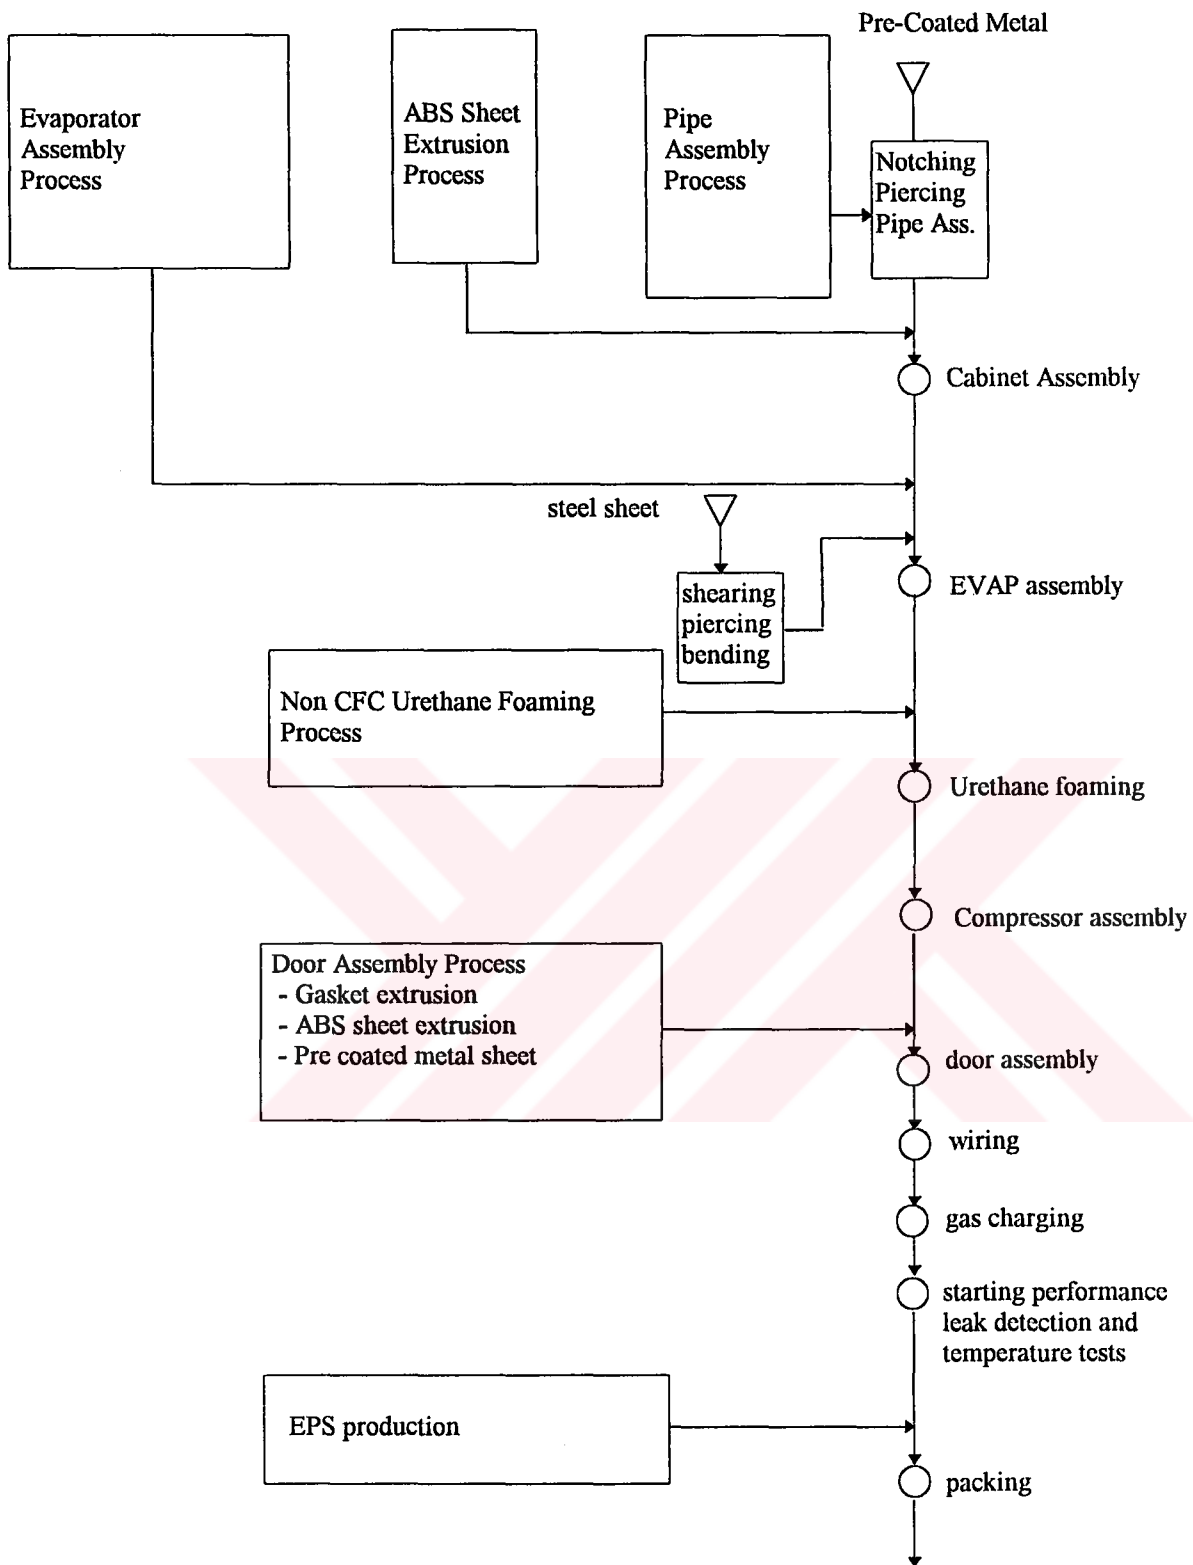 Pre-Coated Metal
Evaporator
Assembly
Process
ABS Sheet
Extrusion
Process
Pipe
Assembly
Process
Notching
Piercing
Pipe Ass.
Cabinet Assembly
steel sheet
shearing
piercing
bending
EVAP assembly
Non CFC Urethane Foaming
Process
Urethane foaming
Compressor assembly
Door Assembly Process
- Gasket extrusion
- ABS sheet extrusion
- Pre coated metal sheet
door assembly
wiring
gas charging
starting performance
leak detection and
temperature tests
EPS production
packing